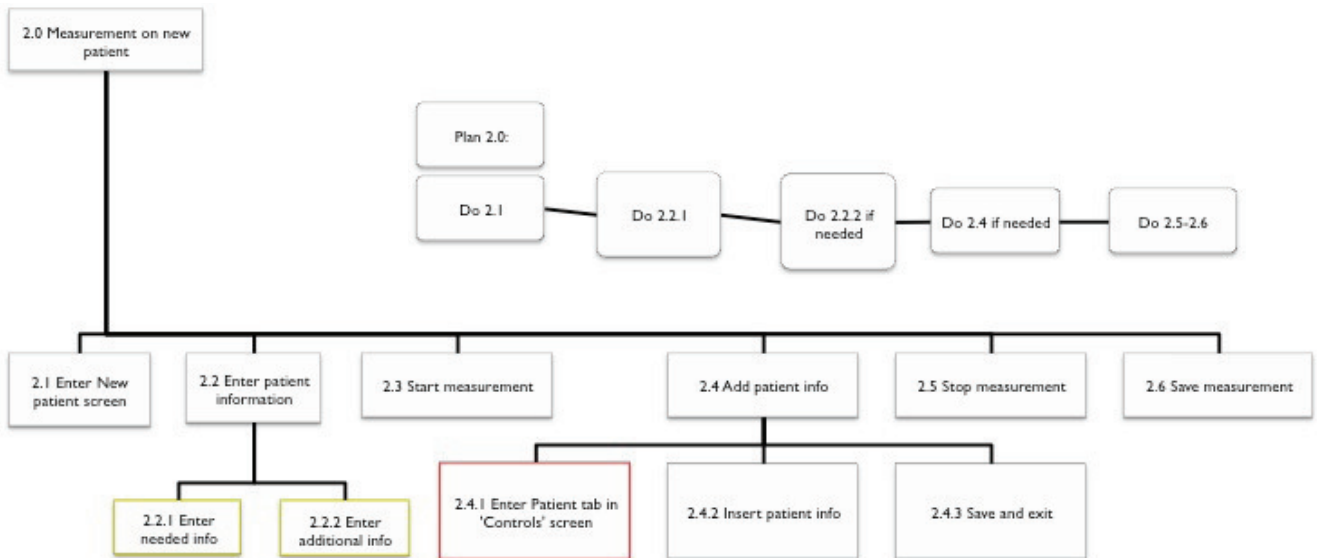 2.0 Measurement on new
patient
Plan 2.0:
Do 2.1
Do 2.2.1
Do 2.2.2 if
needed
Do 2.4 if needed
Do 2.5-2.6
2.1 Enter New
patient screen
2.2 Enter patient
information
2.3 Start measurement
2.4 Add patient info
2.5 Stop measurement
2.6 Save measurement
2.2.1 Enter
needed info
2.2.2 Enter
additional info
2.4.1 Enter Patient tab in
'Controls' screen
2.4.2 Insert patient info
2.4.3 Save and exit